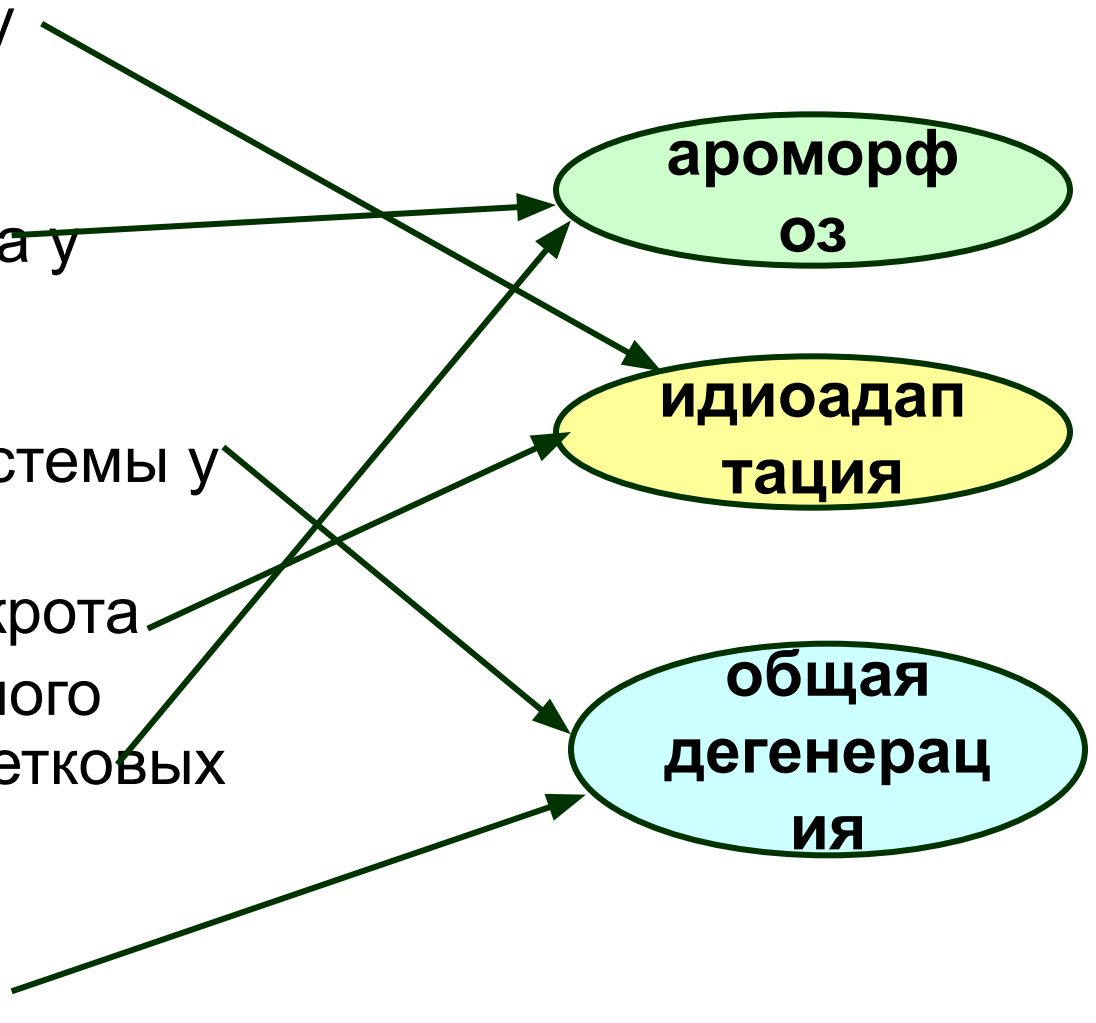 у
а у
стемы у
крота
ного
етковых
ароморф
оз
идиоадап
тация
общая
дегенерац
ия